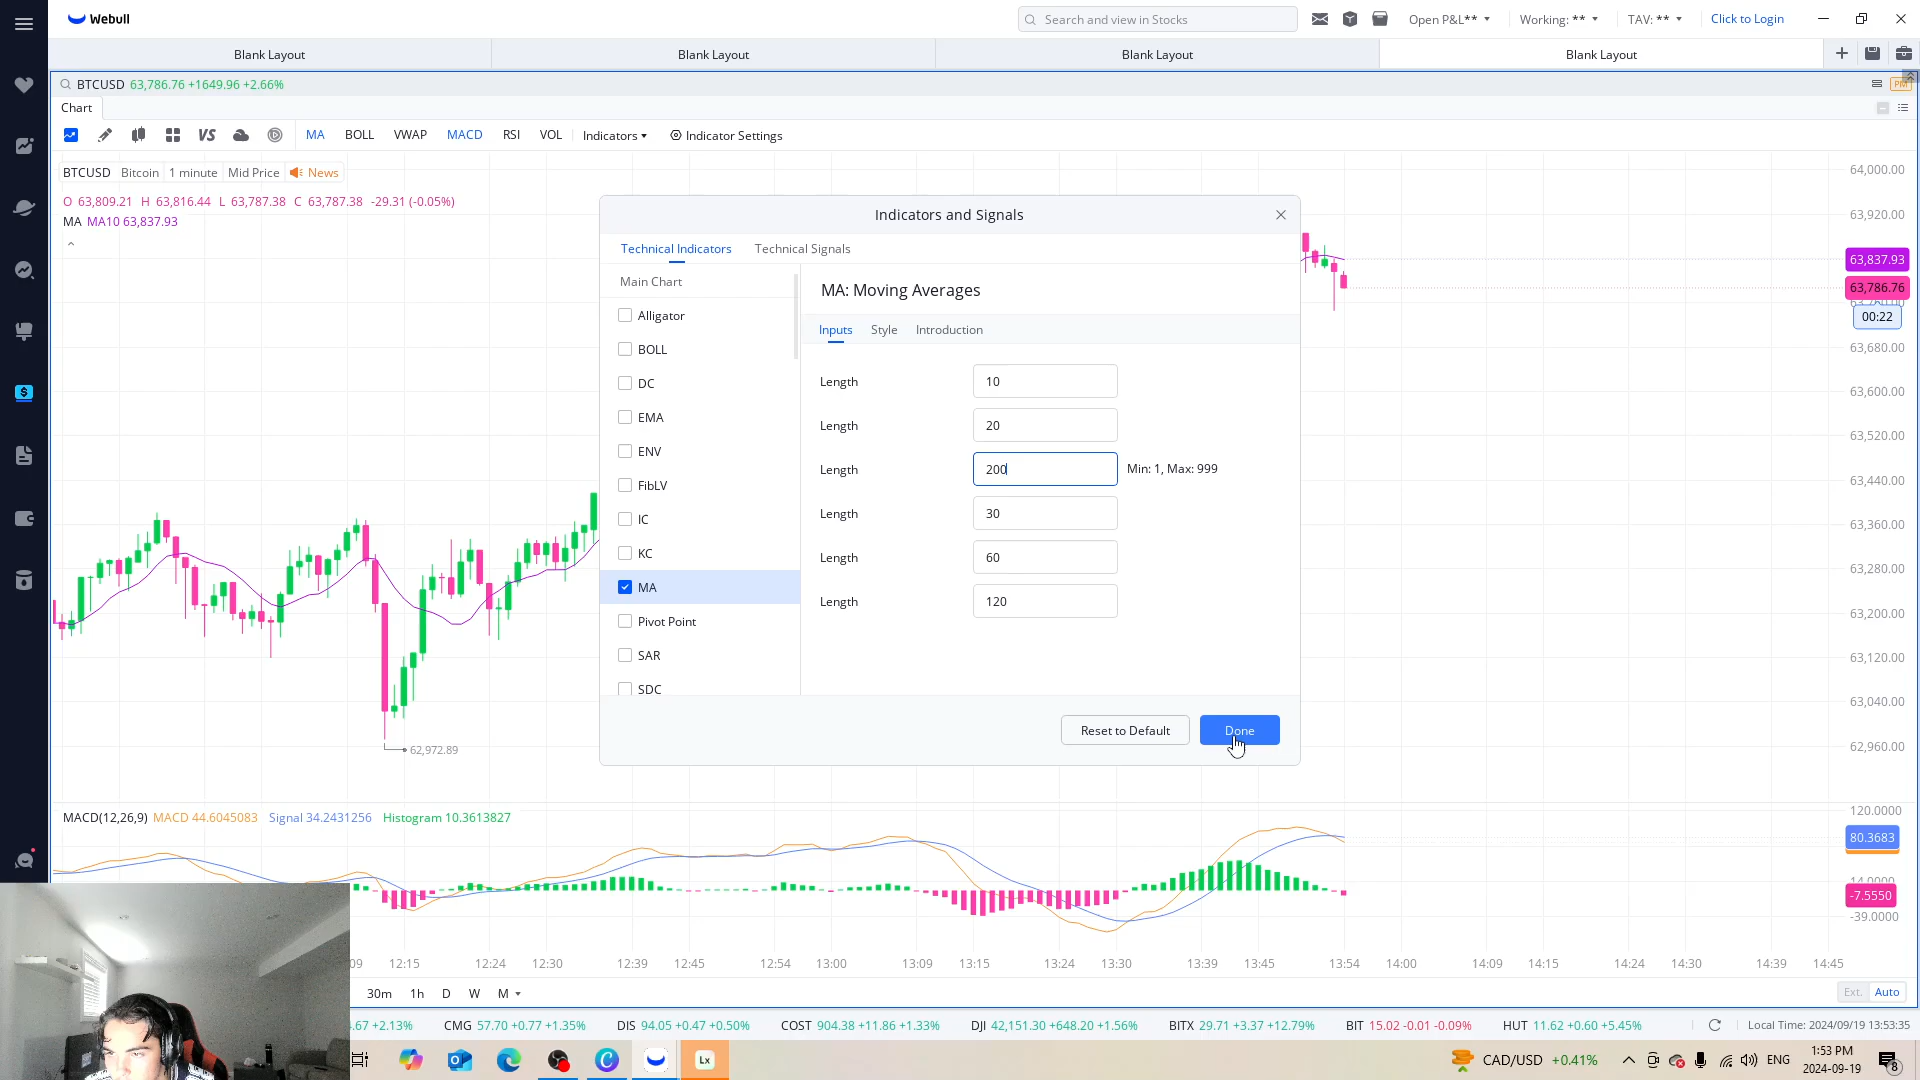 Webull
Search and view in Stocks
Open P&L**
Working: **
TAV: **
Click to Login
Blank Layout
Blank Layout
Blank Layout
Blank Layout
BTCUSD 63,786.76 +1649.96 +2.66%
PM
Chart
VS
MA BOLL VWAP MACD RSI VOL Indicators Indicator Settings
BTCUSD Bitcoin 1 minute Mid Price News
O 63,809.21 H 63,816.44 L 63,787.38 C 63,787.38 -29.31 (-0.05%)
MA MA10 63,837.93
64,000.00
63,920.00
63,837.93
63,786.76
00:22
63,680.00
63,600.00
63,520.00
63,440.00
63,360.00
63,280.00
63,200.00
63,120.00
63,040.00
62,960.00
62,972.89
Indicators and Signals
Technical Indicators
Technical Signals
Main Chart
Alligator
BOLL
DC
EMA
ENV
FibLV
IC
KC
MA
Pivot Point
SAR
SDC
MA: Moving Averages
Inputs Style Introduction
Length 10
Length 20
Length 200 Min: 1, Max: 999
Length 30
Length 60
Length 120
Reset to Default
Done
MACD(12,26,9) MACD 44.6045083 Signal 34.2431256 Histogram 10.3613827
120.0000
80.3683
14.0000
-7.5550
-39.0000
09 12:15 12:24 12:30 12:39 12:45 12:54 13:00 13:09 13:15 13:24 13:30 13:39 13:45 13:54 14:00 14:09 14:15 14:24 14:30 14:39 14:45
30m 1h D W M
Ext. Auto
.67 +2.13% CMG 57.70 +0.77 +1.35% DIS 94.05 +0.47 +0.50% COST 904.38 +11.86 +1.33% DJI 42,151.30 +648.20 +1.56% BITX 29.71 +3.37 +12.79% BIT 15.02 -0.01 -0.09% HUT 11.62 +0.60 +5.45%
Local Time: 2024/09/19 13:53:35
Lx
CAD/USD +0.41%
ENG
1:53 PM
2024-09-19
8